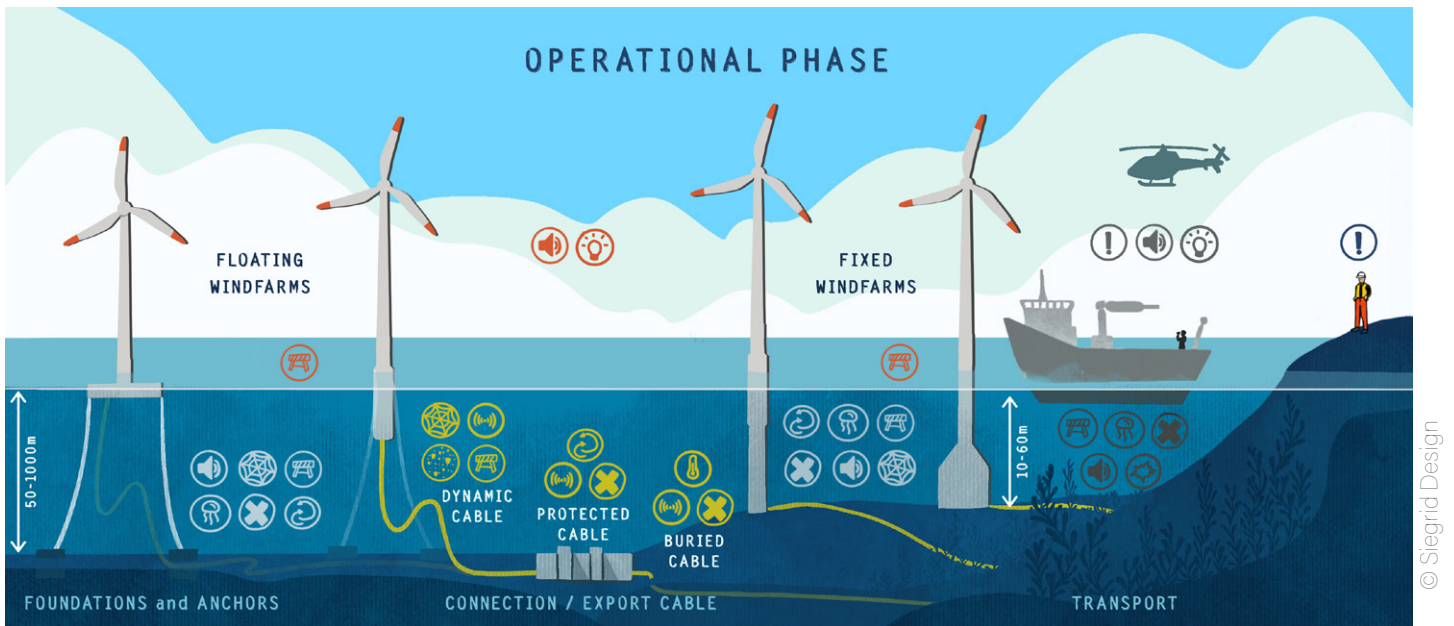 OPERATIONAL PHASE
FLOATING
WINDFARMS
FIXED
WINDFARMS
50-1000m
10-60m
DYNAMIC
CABLE
PROTECTED
CABLE
BURIED
CABLE
FOUNDATIONS and ANCHORS
CONNECTION / EXPORT CABLE
TRANSPORT
© Siegrid Design